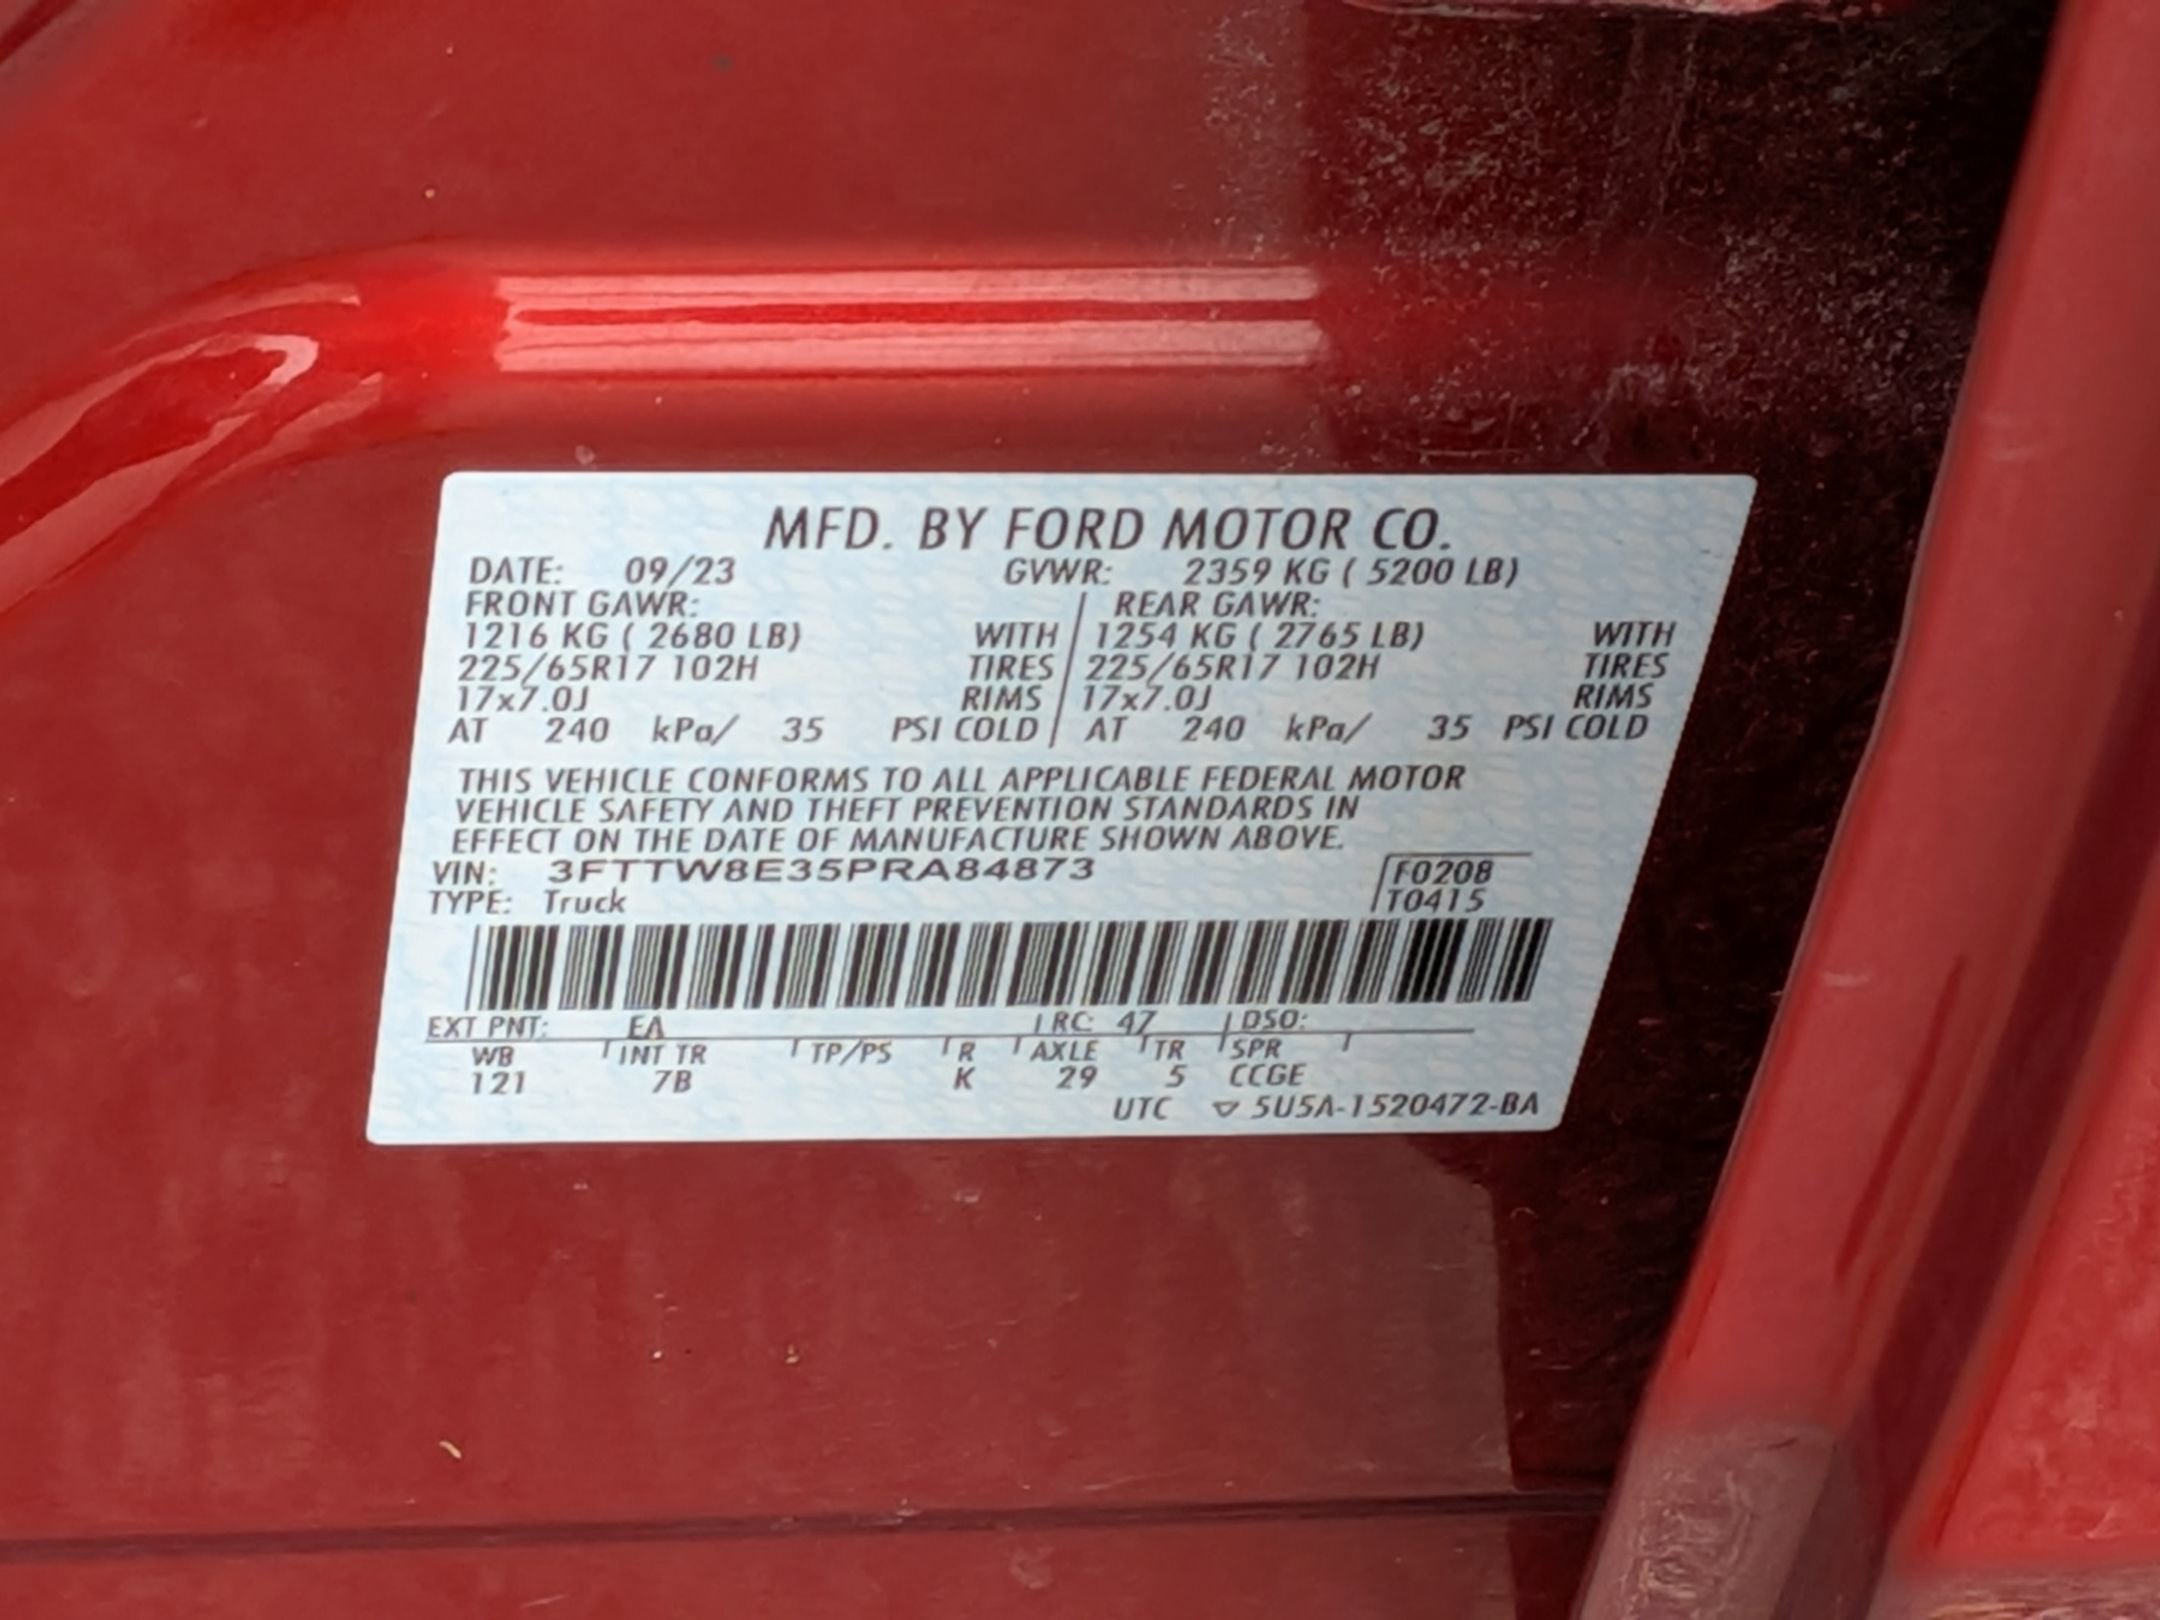 MFD. BY FORD MOTOR CO.
DATE: 09/23 GVWR: 2359 KG ( 5200 LB)
FRONT GAWR: REAR GAWR:
1216 KG ( 2680 LB) WITH 1254 KG ( 2765 LB) WITH
225/65R17 102H TIRES 225/65R17 102H TIRES
17x7.0J RIMS 17x7.0J RIMS
AT 240 kPa/ 35 PSI COLD AT 240 kPa/ 35 PSI COLD
THIS VEHICLE CONFORMS TO ALL APPLICABLE FEDERAL MOTOR
VEHICLE SAFETY AND THEFT PREVENTION STANDARDS IN
EFFECT ON THE DATE OF MANUFACTURE SHOWN ABOVE.
VIN: 3FTTW8E35PRA84873 F0208
TYPE: Truck T0415
EXT PNT: EA RC: 47 DSO:
WB INT TR TP/PS R AXLE TR SPR
121 7B K 29 5 CCGE
UTC ▽ 5U5A-1520472-BA